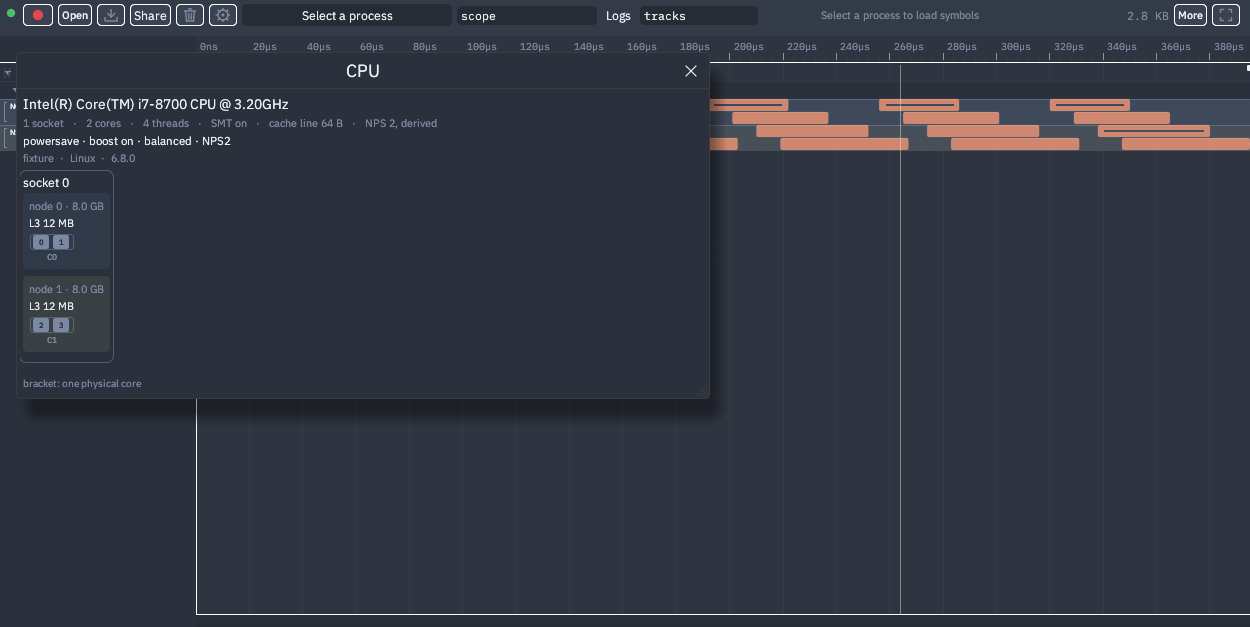 Open Share Select a process scope Logs tracks Select a process to load symbols 2.8 KB More
0ns 20µs 40µs 60µs 80µs 100µs 120µs 140µs 160µs 180µs 200µs 220µs 240µs 260µs 280µs 300µs 320µs 340µs 360µs 380µs
CPU
Intel(R) Core(TM) i7-8700 CPU @ 3.20GHz
1 socket · 2 cores · 4 threads · SMT on · cache line 64 B · NPS 2, derived
powersave · boost on · balanced · NPS2
fixture · Linux · 6.8.0
socket 0
node 0 · 8.0 GB
L3 12 MB
0 1
C0
node 1 · 8.0 GB
L3 12 MB
2 3
C1
bracket: one physical core